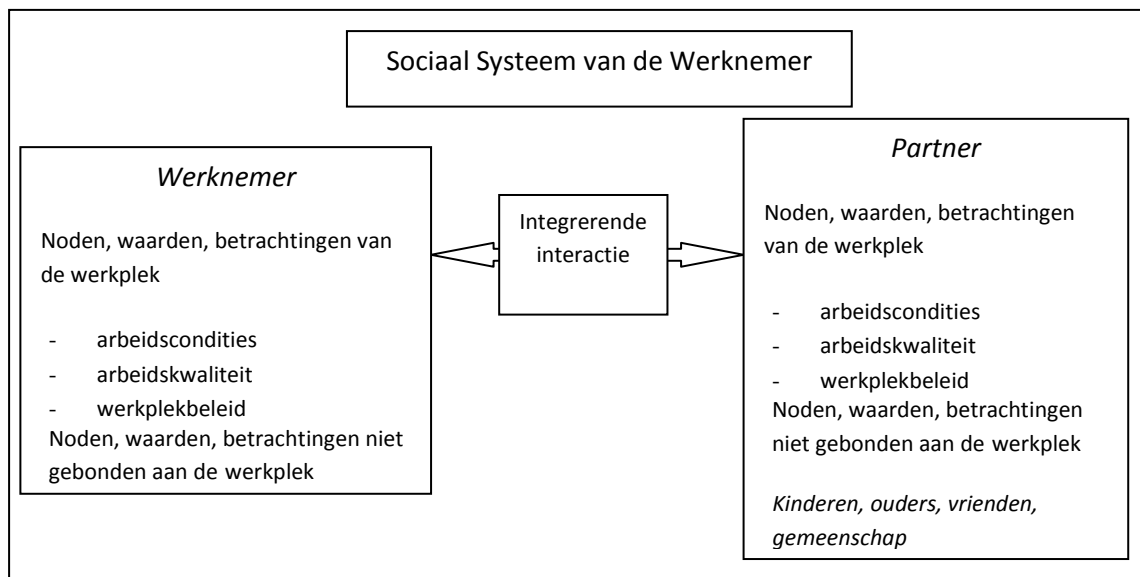 Sociaal Systeem van de Werknemer
Werknemer
Noden, waarden, betrachtingen van
de werkplek
- arbeidscondities
- arbeidskwaliteit
- werkplekbeleid
Noden, waarden, betrachtingen niet
gebonden aan de werkplek
Integrerende
interactie
Partner
Noden, waarden, betrachtingen
van de werkplek
- arbeidscondities
- arbeidskwaliteit
- werkplekbeleid
Noden, waarden, betrachtingen
niet gebonden aan de werkplek
Kinderen, ouders, vrienden,
gemeenschap